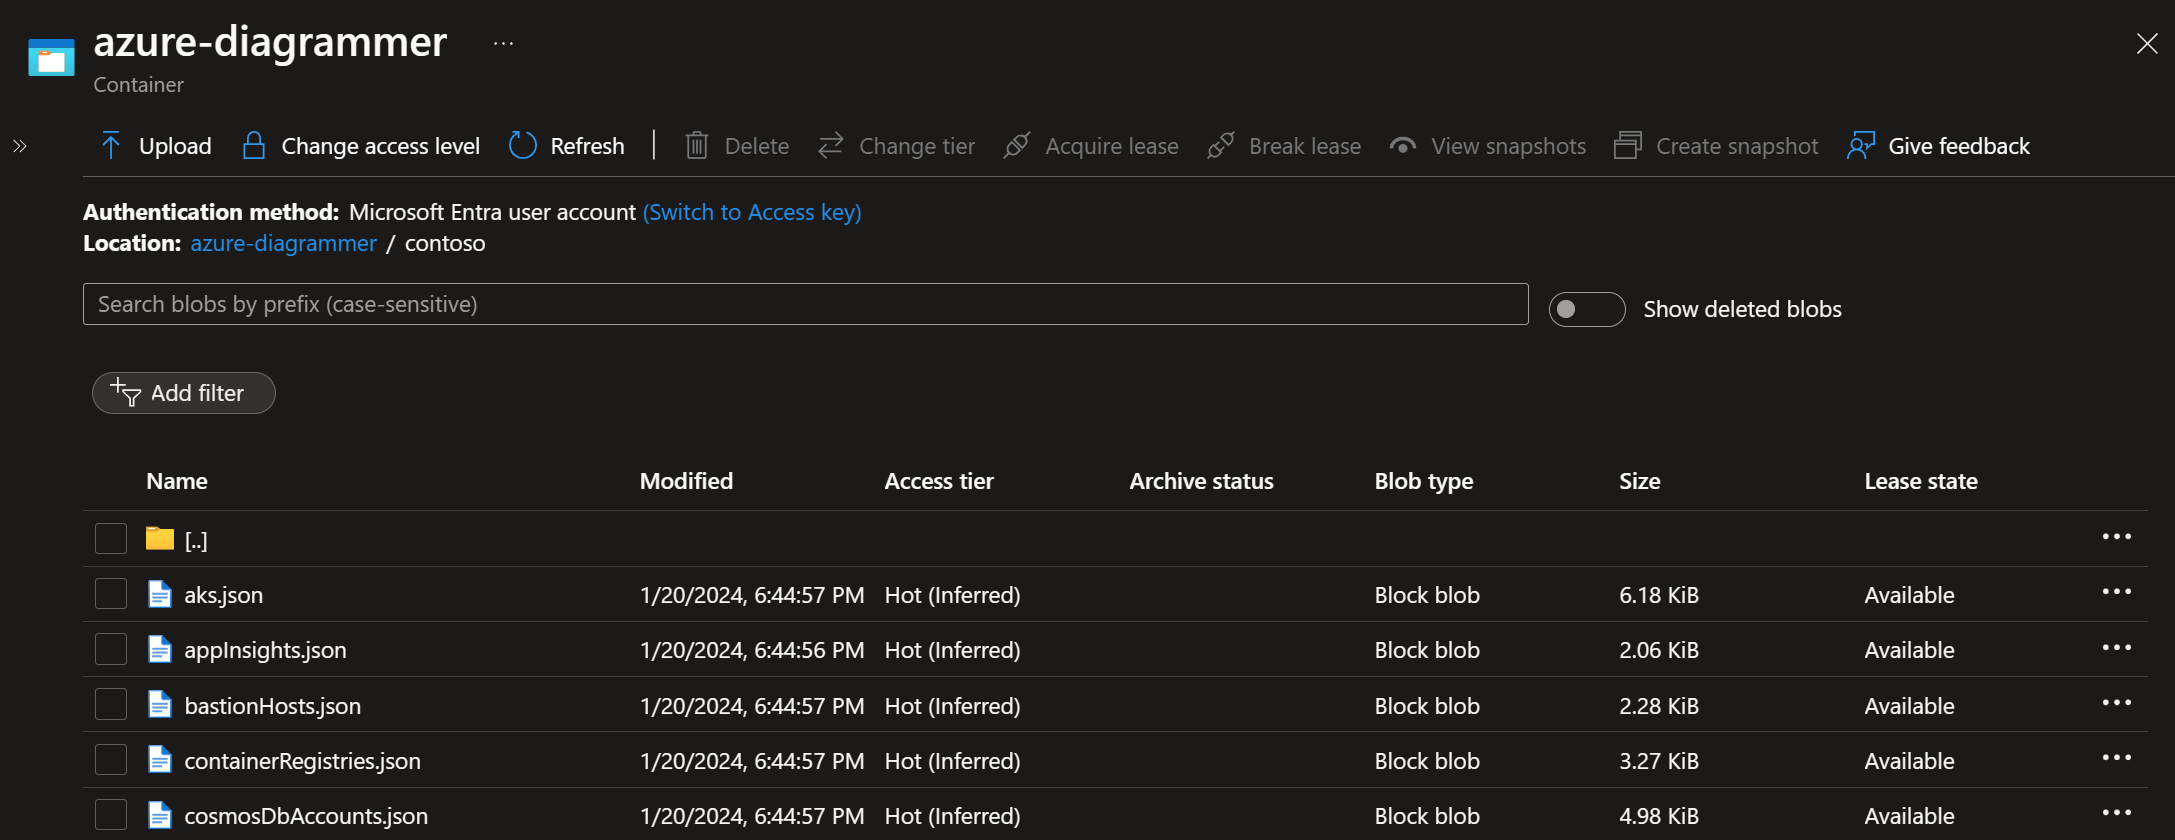 azure-diagrammer ...
Container
Upload Change access level Refresh Delete Change tier Acquire lease Break lease View snapshots Create snapshot Give feedback
Authentication method: Microsoft Entra user account (Switch to Access key)
Location: azure-diagrammer / contoso
Search blobs by prefix (case-sensitive) Show deleted blobs
Add filter
Name Modified Access tier Archive status Blob type Size Lease state
[..]
aks.json 1/20/2024, 6:44:57 PM Hot (Inferred) Block blob 6.18 KiB Available
appInsights.json 1/20/2024, 6:44:56 PM Hot (Inferred) Block blob 2.06 KiB Available
bastionHosts.json 1/20/2024, 6:44:57 PM Hot (Inferred) Block blob 2.28 KiB Available
containerRegistries.json 1/20/2024, 6:44:57 PM Hot (Inferred) Block blob 3.27 KiB Available
cosmosDbAccounts.json 1/20/2024, 6:44:57 PM Hot (Inferred) Block blob 4.98 KiB Available